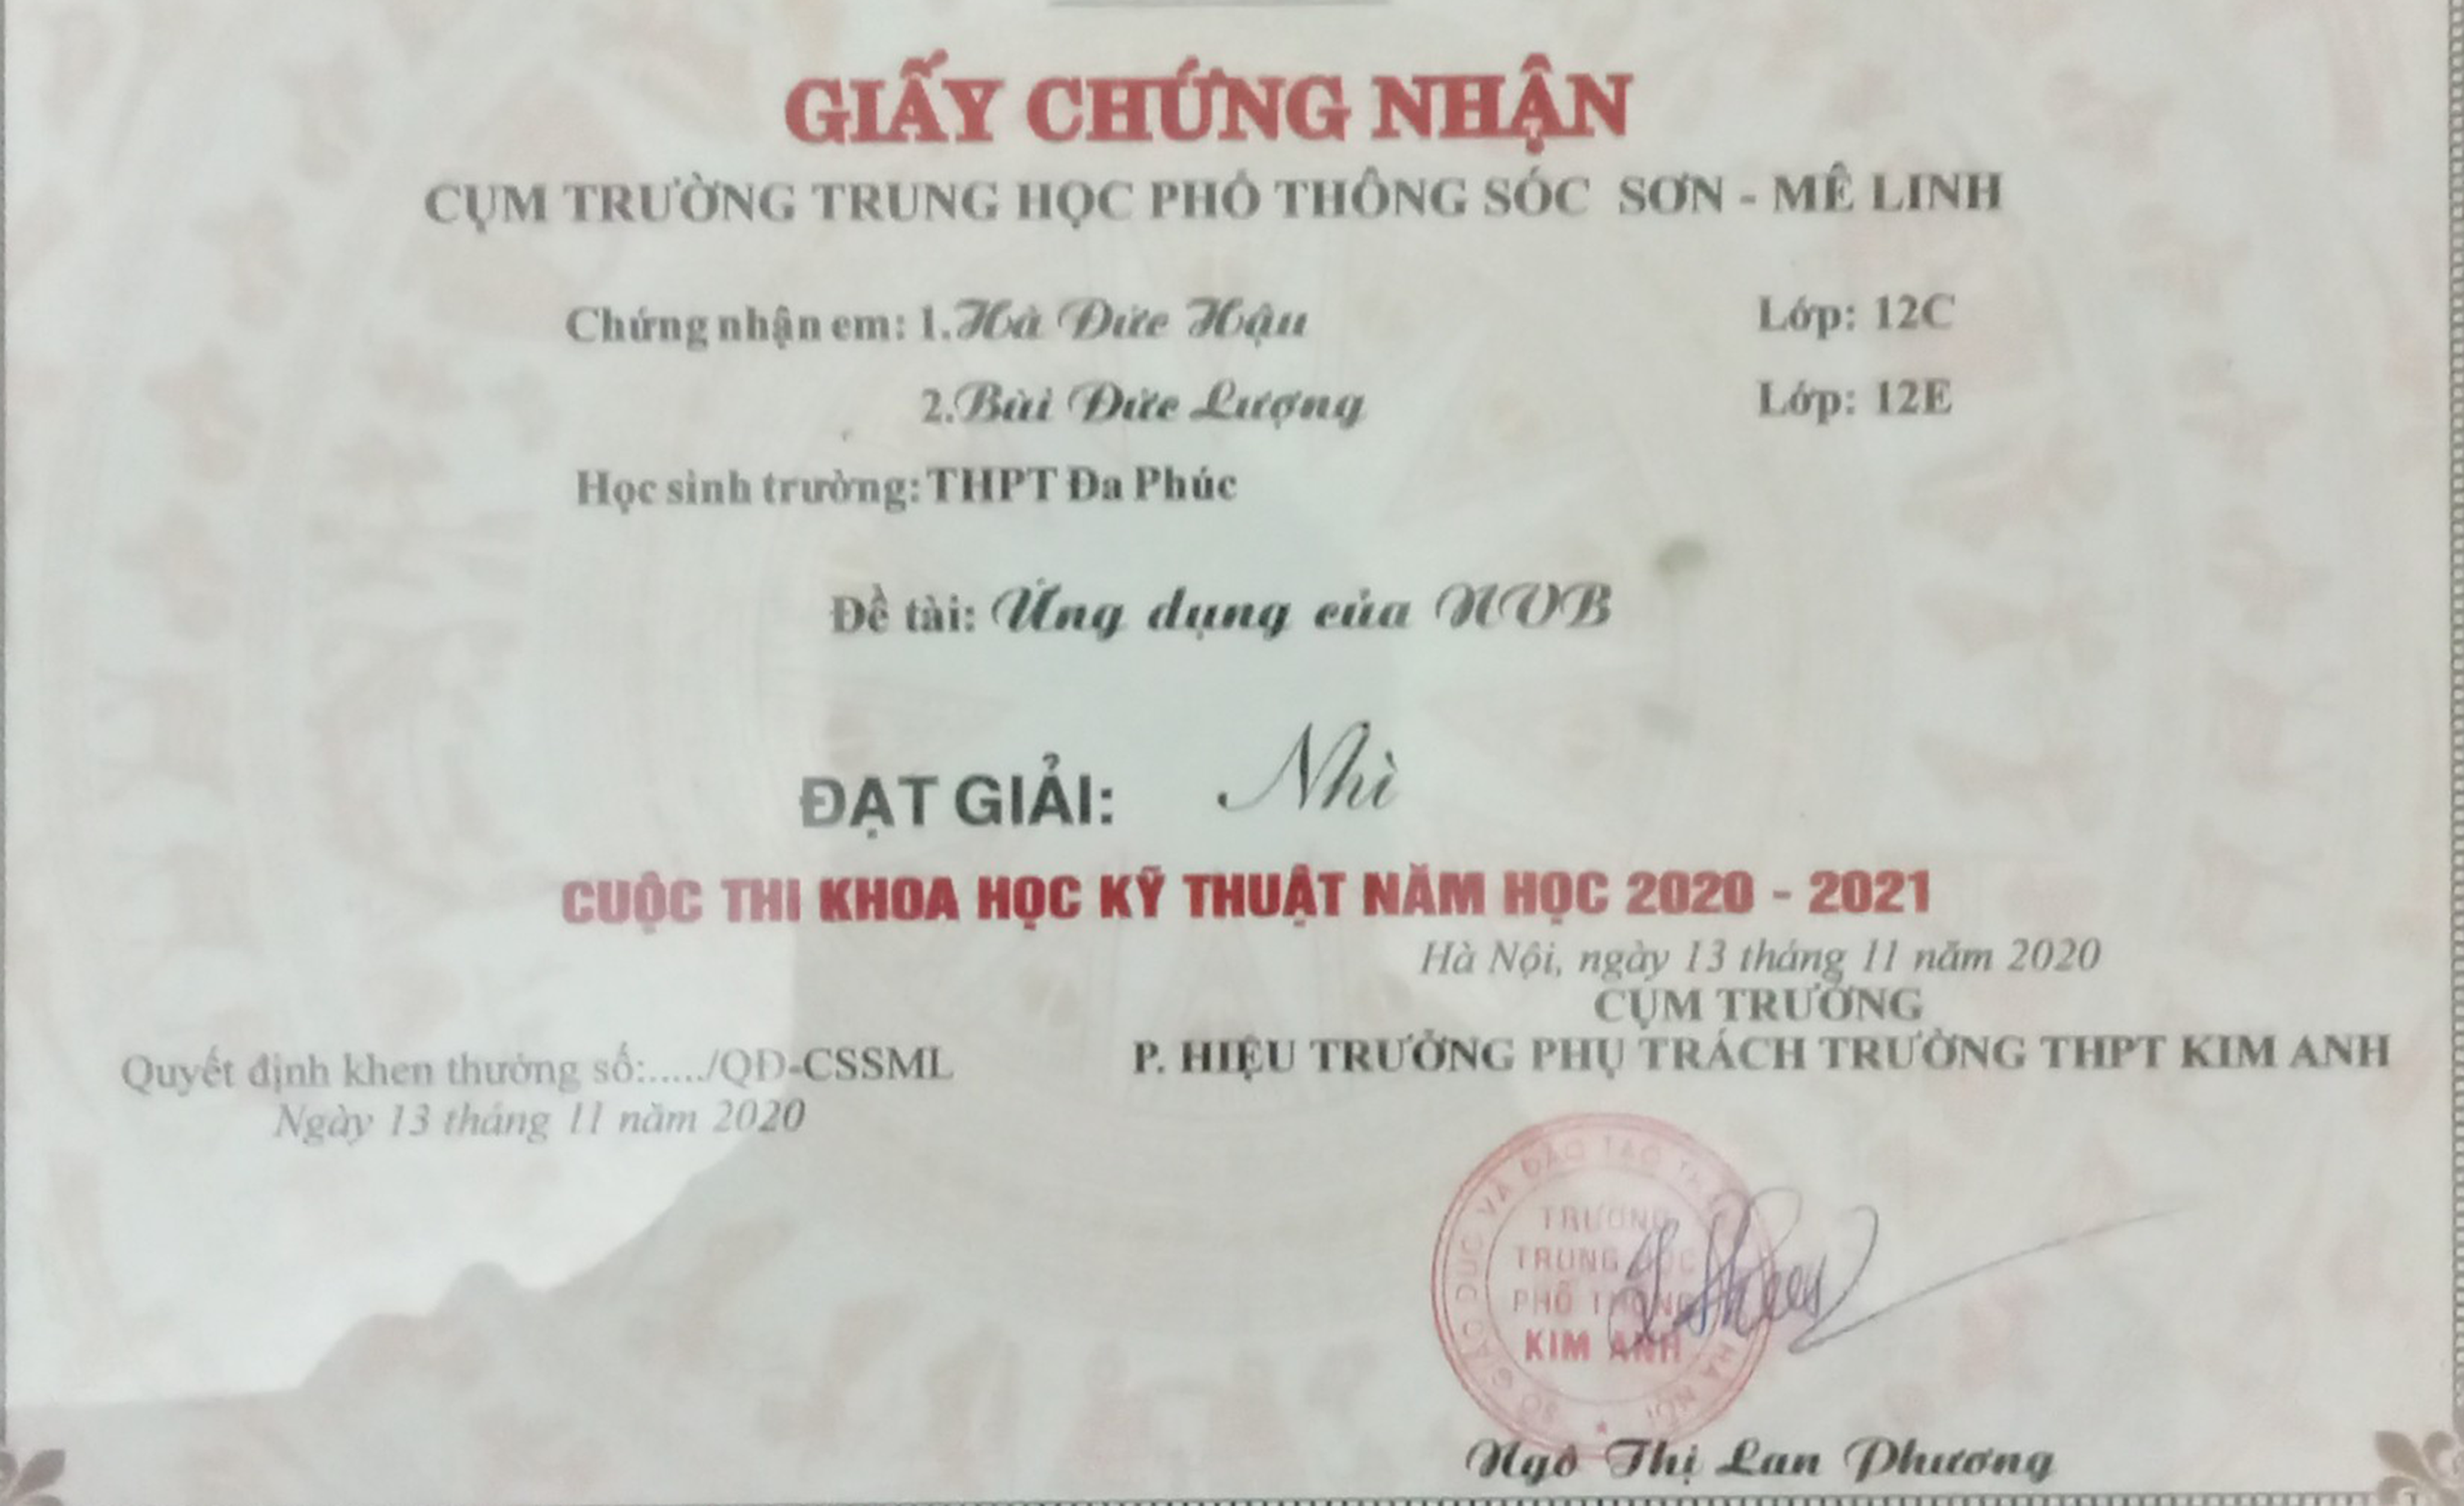 GIẤY CHỨNG NHẬN
CỤM TRƯỜNG TRUNG HỌC PHỔ THÔNG SÓC SƠN - MÊ LINH
Chứng nhận em: 1.Hà Đức Hậu Lớp: 12C
2.Bùi Đức Lượng Lớp: 12E
Học sinh trường: THPT Đa Phúc
Đề tài: Ứng dụng của NVB
ĐẠT GIẢI: Nhì
CUỘC THI KHOA HỌC KỸ THUẬT NĂM HỌC 2020 - 2021
Hà Nội, ngày 13 tháng 11 năm 2020
CỤM TRƯỞNG
P. HIỆU TRƯỞNG PHỤ TRÁCH TRƯỜNG THPT KIM ANH
Quyết định khen thưởng số:...../QĐ-CSSML
Ngày 13 tháng 11 năm 2020
SỞ GIÁO DỤC VÀ ĐÀO TẠO HÀ NỘI
TRƯỜNG
TRUNG HỌC
PHỔ THÔNG
KIM ANH
Ngô Thị Lan Phương